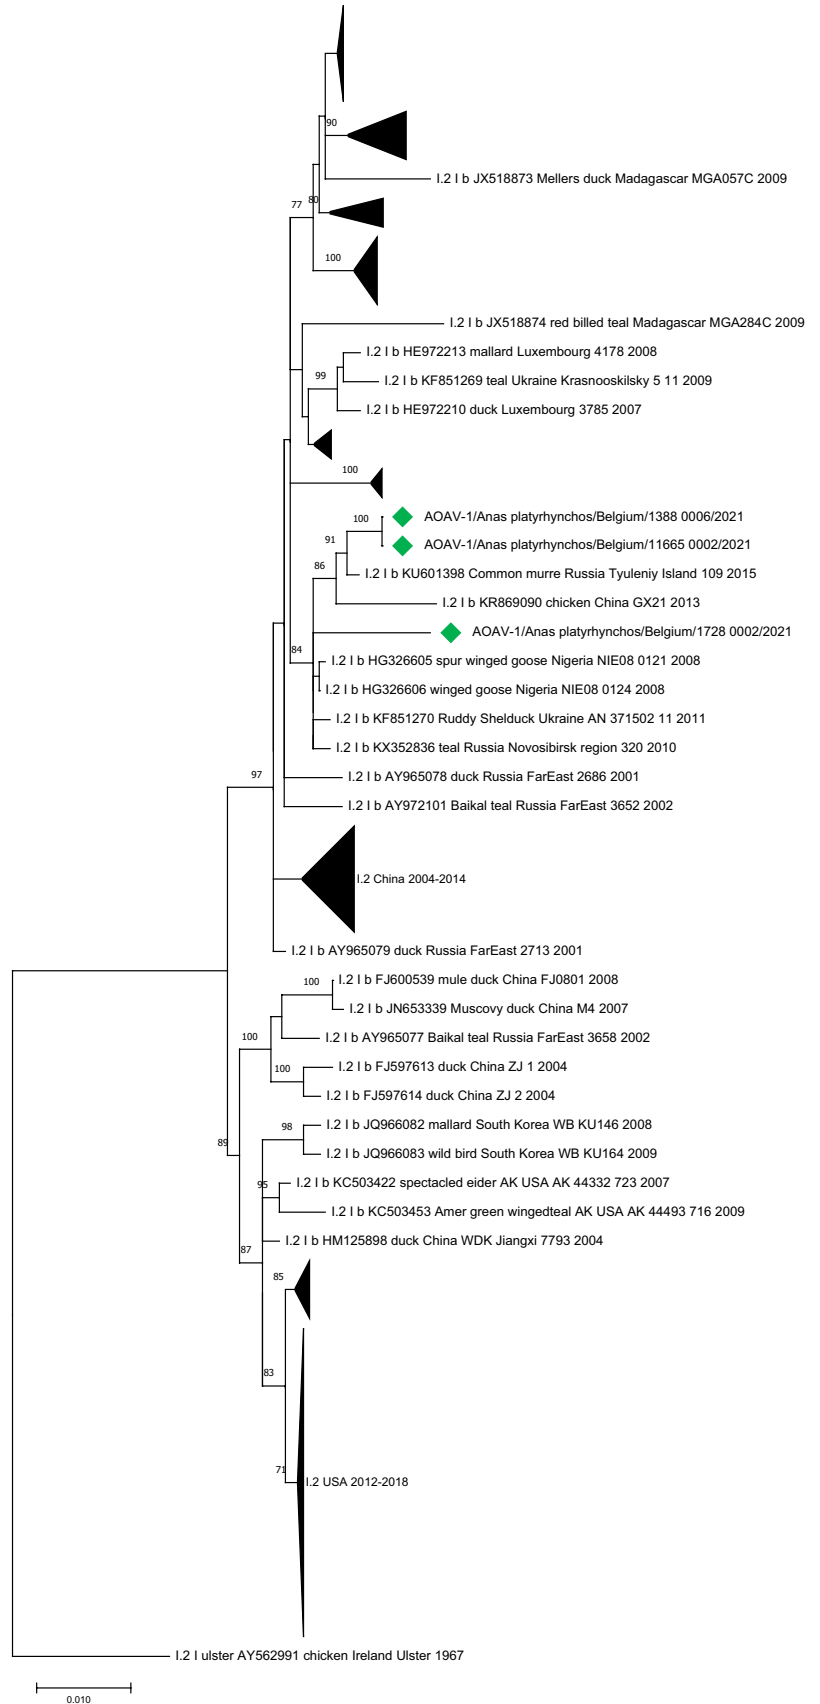 90
I.2 I b JX518873 Mellers duck Madagascar MGA057C 2009
80
77
100
I.2 I b JX518874 red billed teal Madagascar MGA284C 2009
I.2 I b HE972213 mallard Luxembourg 4178 2008
99
I.2 I b KF851269 teal Ukraine Krasnooskilsky 5 11 2009
I.2 I b HE972210 duck Luxembourg 3785 2007
100
AOAV-1/Anas platyrhynchos/Belgium/1388 0006/2021
100
AOAV-1/Anas platyrhynchos/Belgium/11665 0002/2021
91
86
I.2 I b KU601398 Common murre Russia Tyuleniy Island 109 2015
I.2 I b KR869090 chicken China GX21 2013
AOAV-1/Anas platyrhynchos/Belgium/1728 0002/2021
84
I.2 I b HG326605 spur winged goose Nigeria NIE08 0121 2008
I.2 I b HG326606 winged goose Nigeria NIE08 0124 2008
I.2 I b KF851270 Ruddy Shelduck Ukraine AN 371502 11 2011
I.2 I b KX352836 teal Russia Novosibirsk region 320 2010
97
I.2 I b AY965078 duck Russia FarEast 2686 2001
I.2 I b AY972101 Baikal teal Russia FarEast 3652 2002
I.2 China 2004-2014
I.2 I b AY965079 duck Russia FarEast 2713 2001
100
I.2 I b FJ600539 mule duck China FJ0801 2008
I.2 I b JN653339 Muscovy duck China M4 2007
100
I.2 I b AY965077 Baikal teal Russia FarEast 3658 2002
100
I.2 I b FJ597613 duck China ZJ 1 2004
I.2 I b FJ597614 duck China ZJ 2 2004
98
I.2 I b JQ966082 mallard South Korea WB KU146 2008
89
I.2 I b JQ966083 wild bird South Korea WB KU164 2009
95
I.2 I b KC503422 spectacled eider AK USA AK 44332 723 2007
I.2 I b KC503453 Amer green wingedteal AK USA AK 44493 716 2009
87
I.2 I b HM125898 duck China WDK Jiangxi 7793 2004
85
83
71
I.2 USA 2012-2018
I.2 I ulster AY562991 chicken Ireland Ulster 1967
0.010